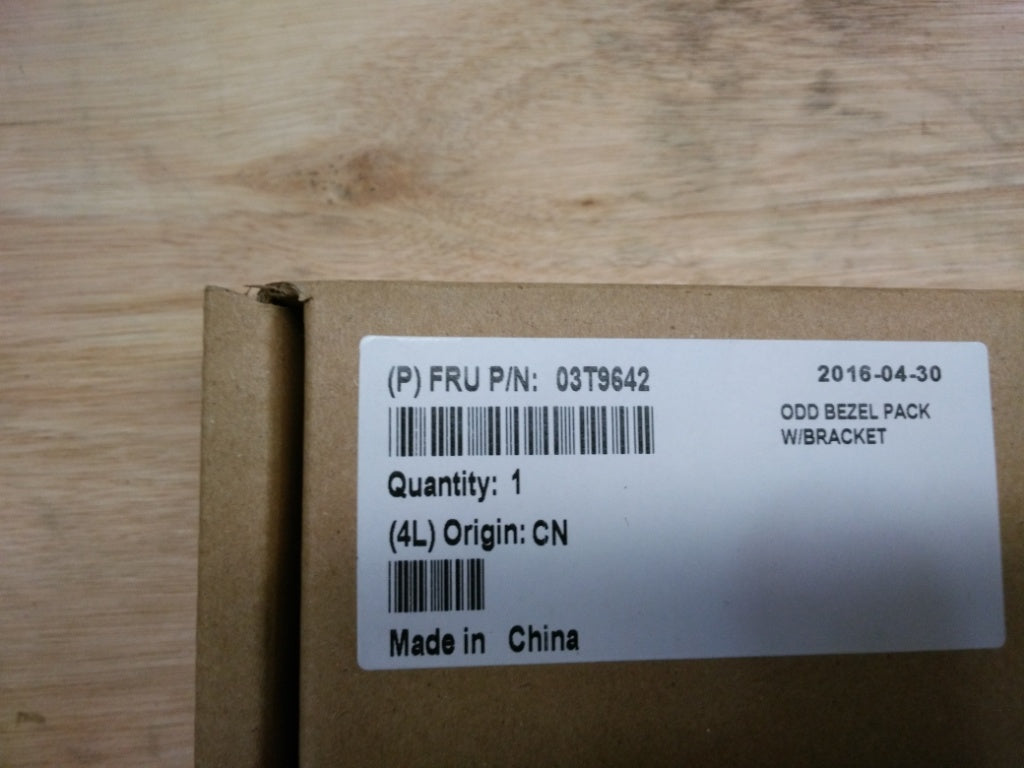 (P) FRU P/N: 03T9642
2016-04-30
ODD BEZEL PACK
W/BRACKET
Quantity: 1
(4L) Origin: CN
Made in China